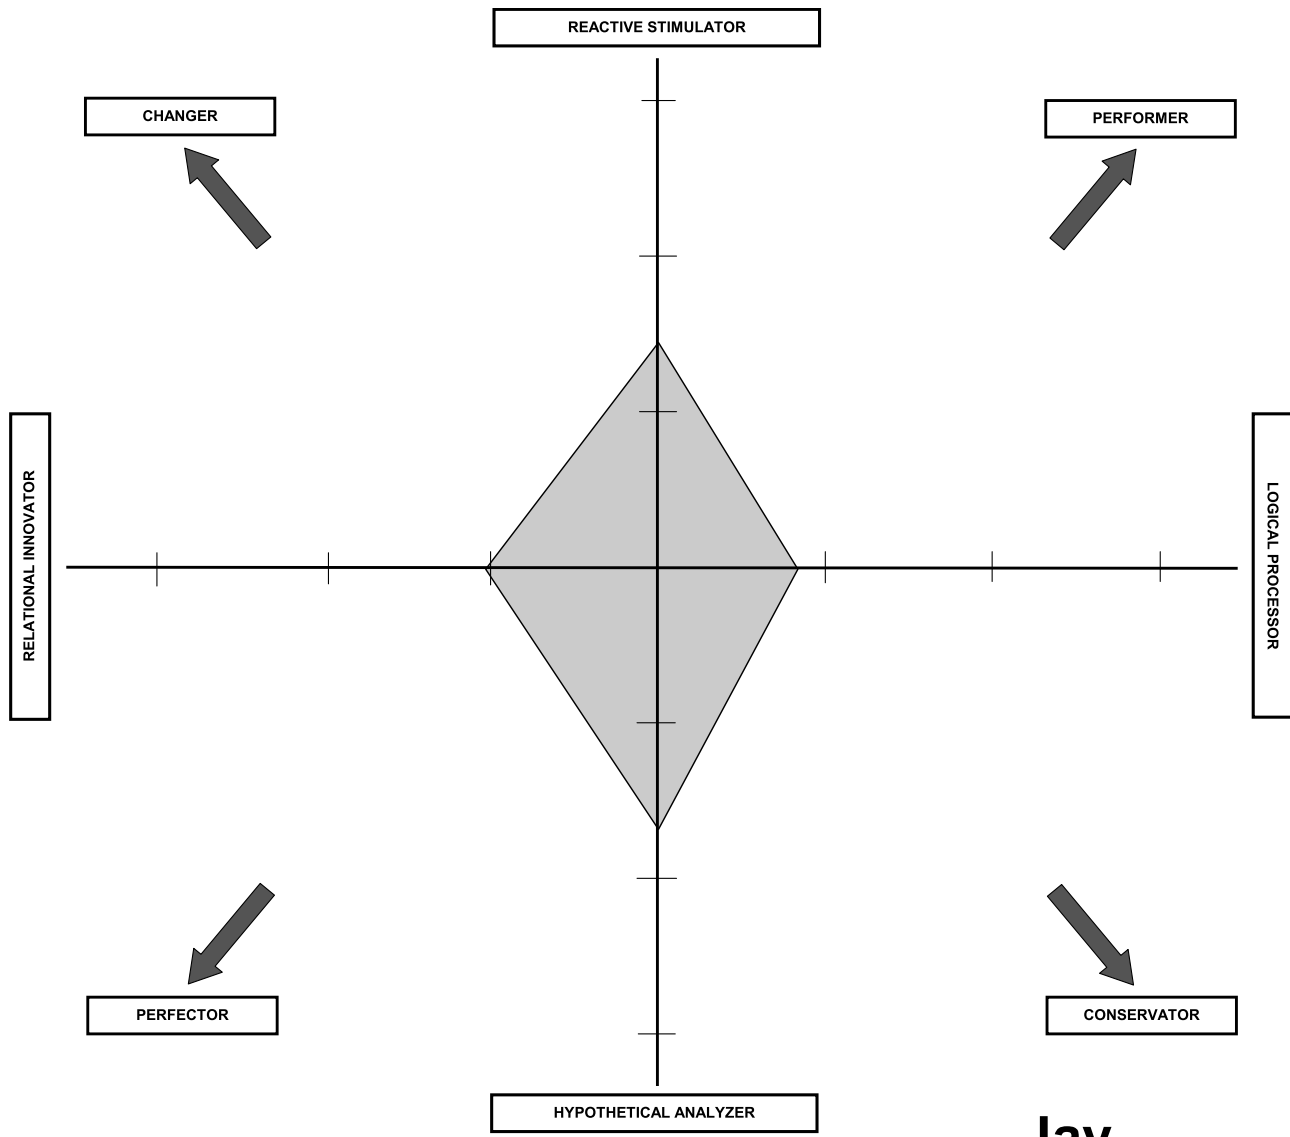 REACTIVE STIMULATOR
CHANGER
PERFORMER
RELATIONAL INNOVATOR
LOGICAL PROCESSOR
PERFECTOR
CONSERVATOR
HYPOTHETICAL ANALYZER